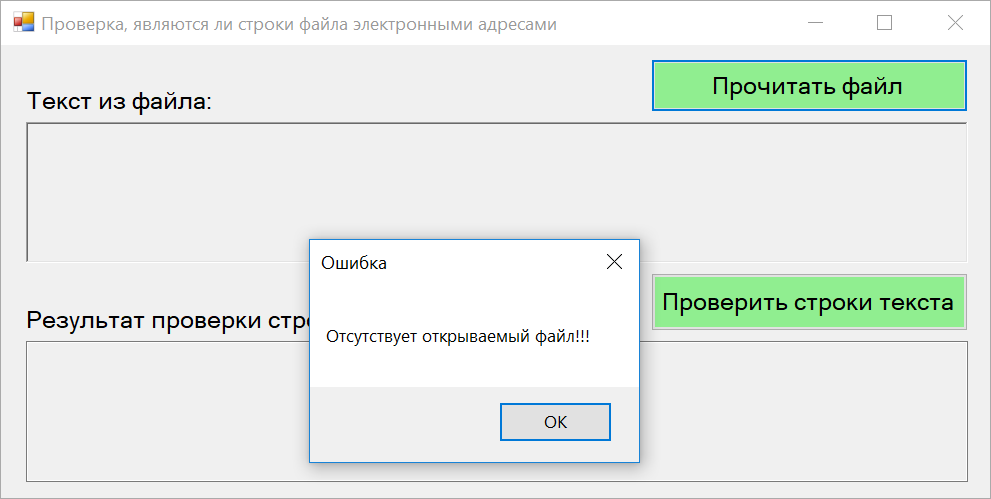 Проверка, являются ли строки файла электронными адресами
Прочитать файл
Текст из файла:
Ошибка
Проверить строки текста
Результат проверки
Отсутствует открываемый файл!!!
OK